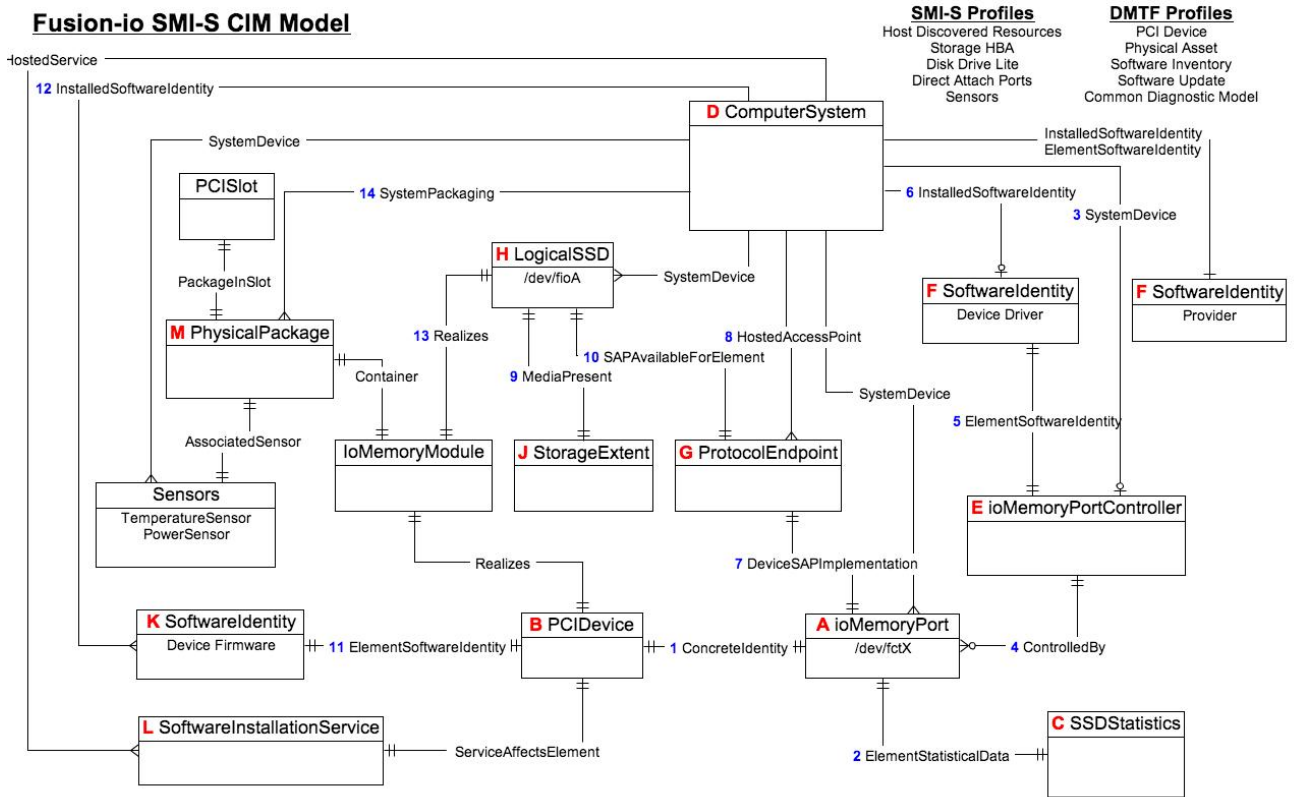 Fusion-io SMI-S CIM Model
SMI-S Profiles
Host Discovered Resources
Storage HBA
Disk Drive Lite
Direct Attach Ports
Sensors
DMTF Profiles
PCI Device
Physical Asset
Software Inventory
Software Update
Common Diagnostic Model
HostedService
12 InstalledSoftwareIdentity
D ComputerSystem
SystemDevice
InstalledSoftwareIdentity
ElementSoftwareIdentity
PCISlot
14 SystemPackaging
6 InstalledSoftwareIdentity
3 SystemDevice
H LogicalSSD
/dev/fioA
SystemDevice
PackageInSlot
F SoftwareIdentity
Device Driver
F SoftwareIdentity
Provider
M PhysicalPackage
13 Realizes
8 HostedAccessPoint
10 SAPAvailableForElement
9 MediaPresent
Container
SystemDevice
5 ElementSoftwareIdentity
AssociatedSensor
IoMemoryModule
J StorageExtent
G ProtocolEndpoint
Sensors
TemperatureSensor
PowerSensor
E ioMemoryPortController
Realizes
7 DeviceSAPImplementation
K SoftwareIdentity
Device Firmware
11 ElementSoftwareIdentity
B PCIDevice
1 ConcreteIdentity
A ioMemoryPort
/dev/fctX
4 ControlledBy
L SoftwareInstallationService
ServiceAffectsElement
2 ElementStatisticalData
C SSDStatistics